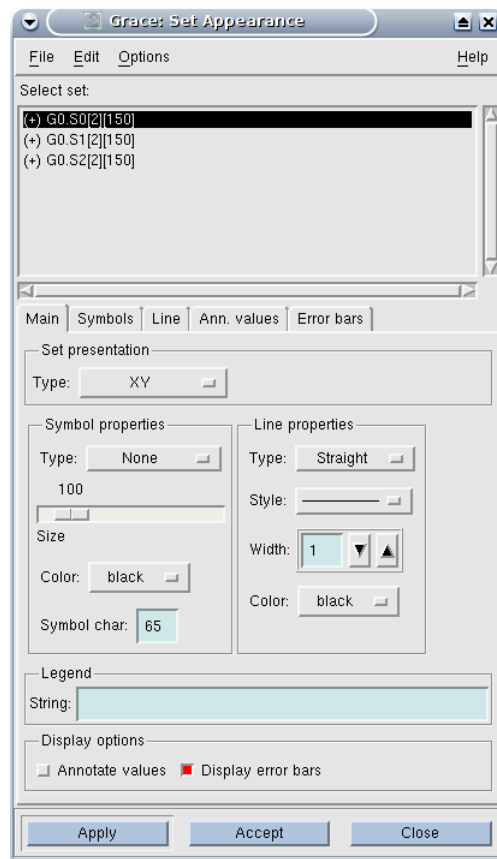 Grace: Set Appearance
File Edit Options Help
Select set:
(+) G0.S0[2][150]
(+) G0.S1[2][150]
(+) G0.S2[2][150]
Main Symbols Line Ann. values Error bars
Set presentation
Type: XY
Symbol properties
Type: None
100
Size
Color: black
Symbol char: 65
Line properties
Type: Straight
Style:
Width: 1
Color: black
Legend
String:
Display options
Annotate values Display error bars
Apply Accept Close